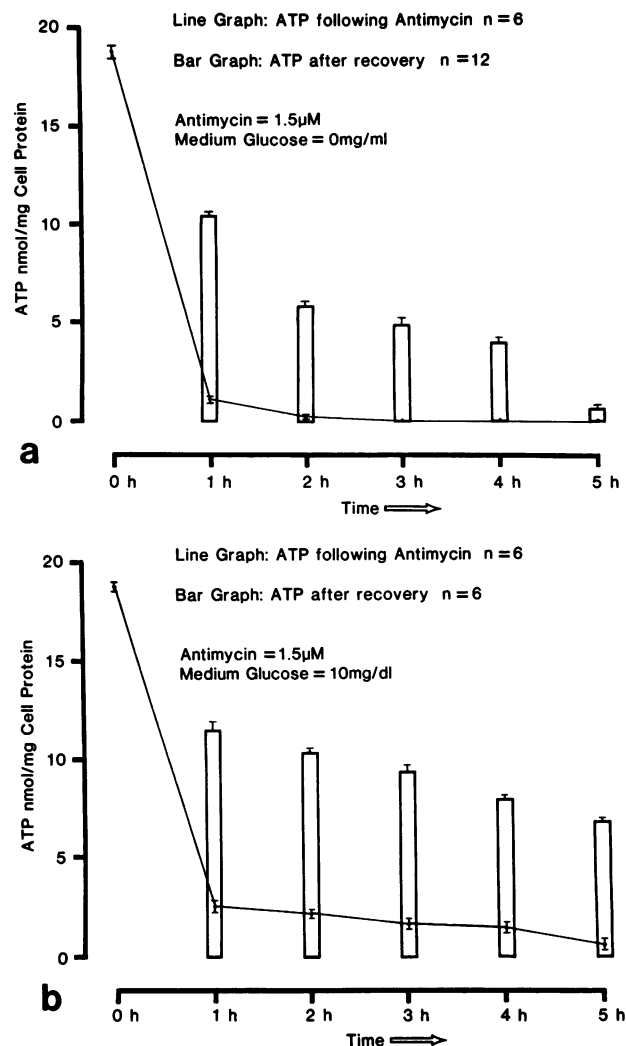 Line Graph: ATP following Antimycin n=6
Bar Graph: ATP after recovery n=12
Antimycin=1.5µM
Medium Glucose=0mg/ml
ATP nmol/mg Cell Protein
20
15
10
5
0
a
0 h 1 h 2 h 3 h 4 h 5 h
Time
Line Graph: ATP following Antimycin n=6
Bar Graph: ATP after recovery n=6
Antimycin=1.5µM
Medium Glucose=10mg/dl
ATP nmol/mg Cell Protein
20
15
10
5
0
b
0 h 1 h 2 h 3 h 4 h 5 h
Time